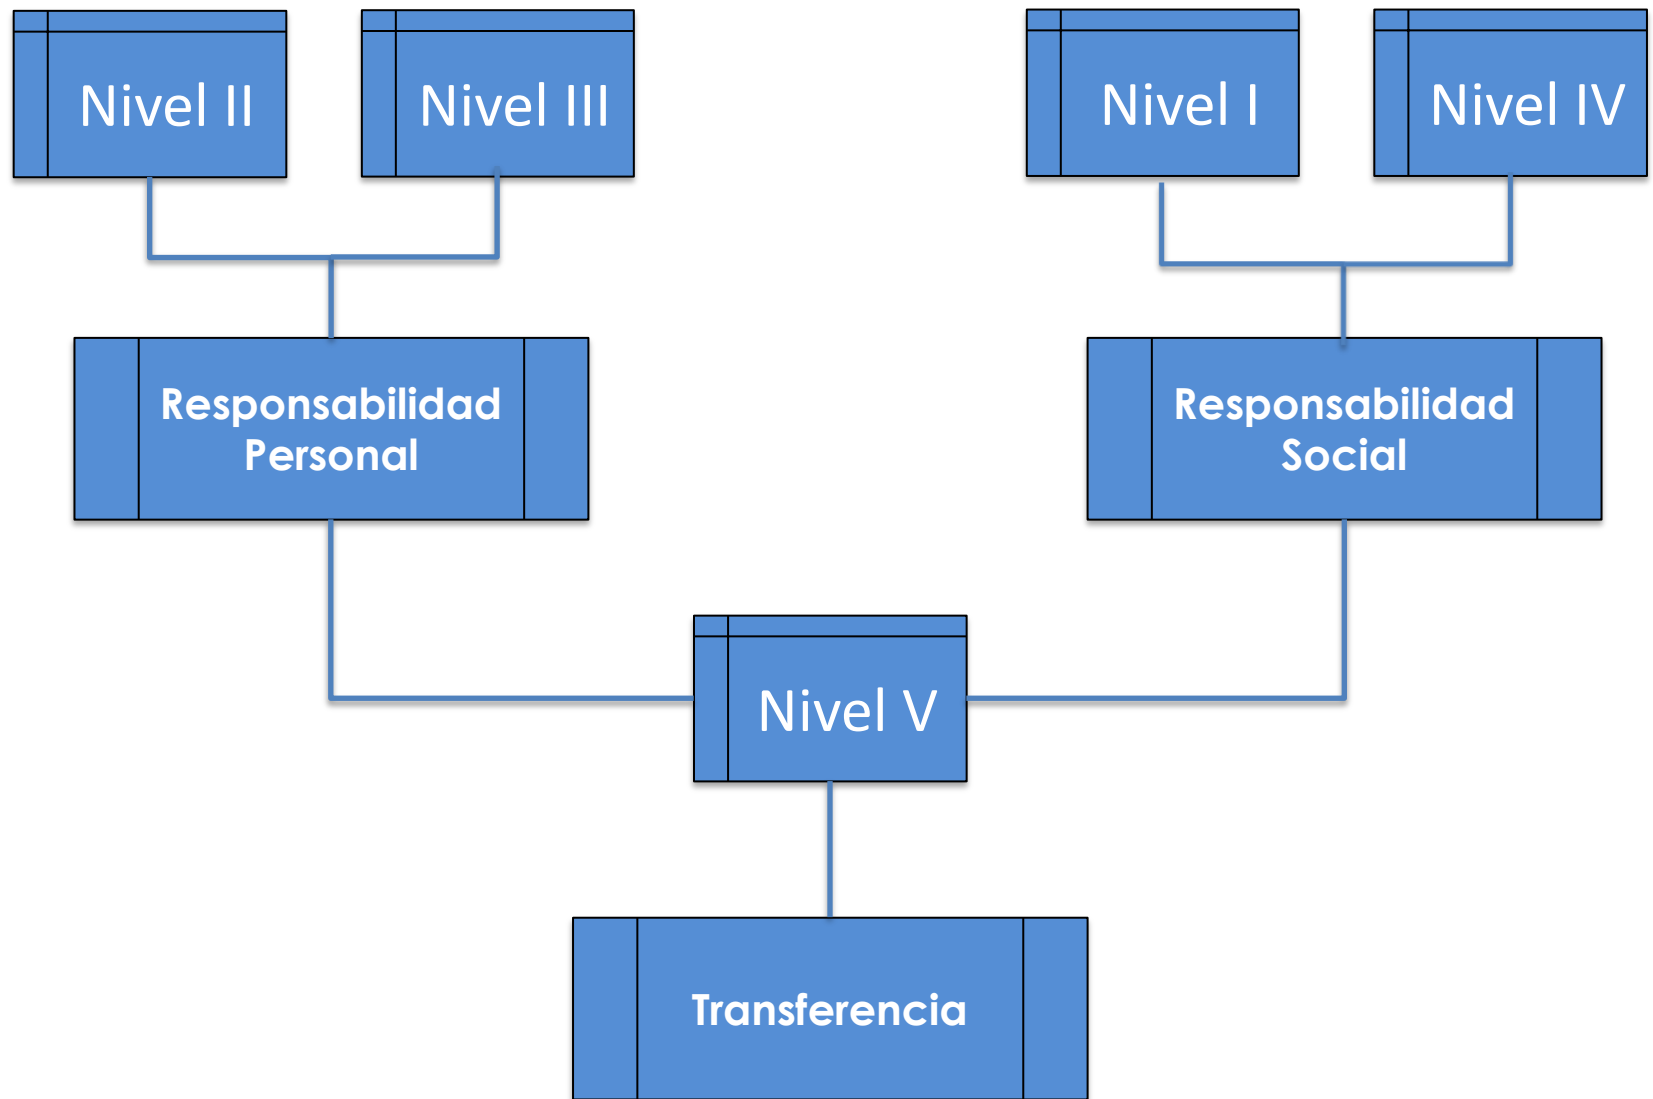 Nivel II
Nivel III
Nivel I
Nivel IV
Responsabilidad
Personal
Responsabilidad
Social
Nivel V
Transferencia